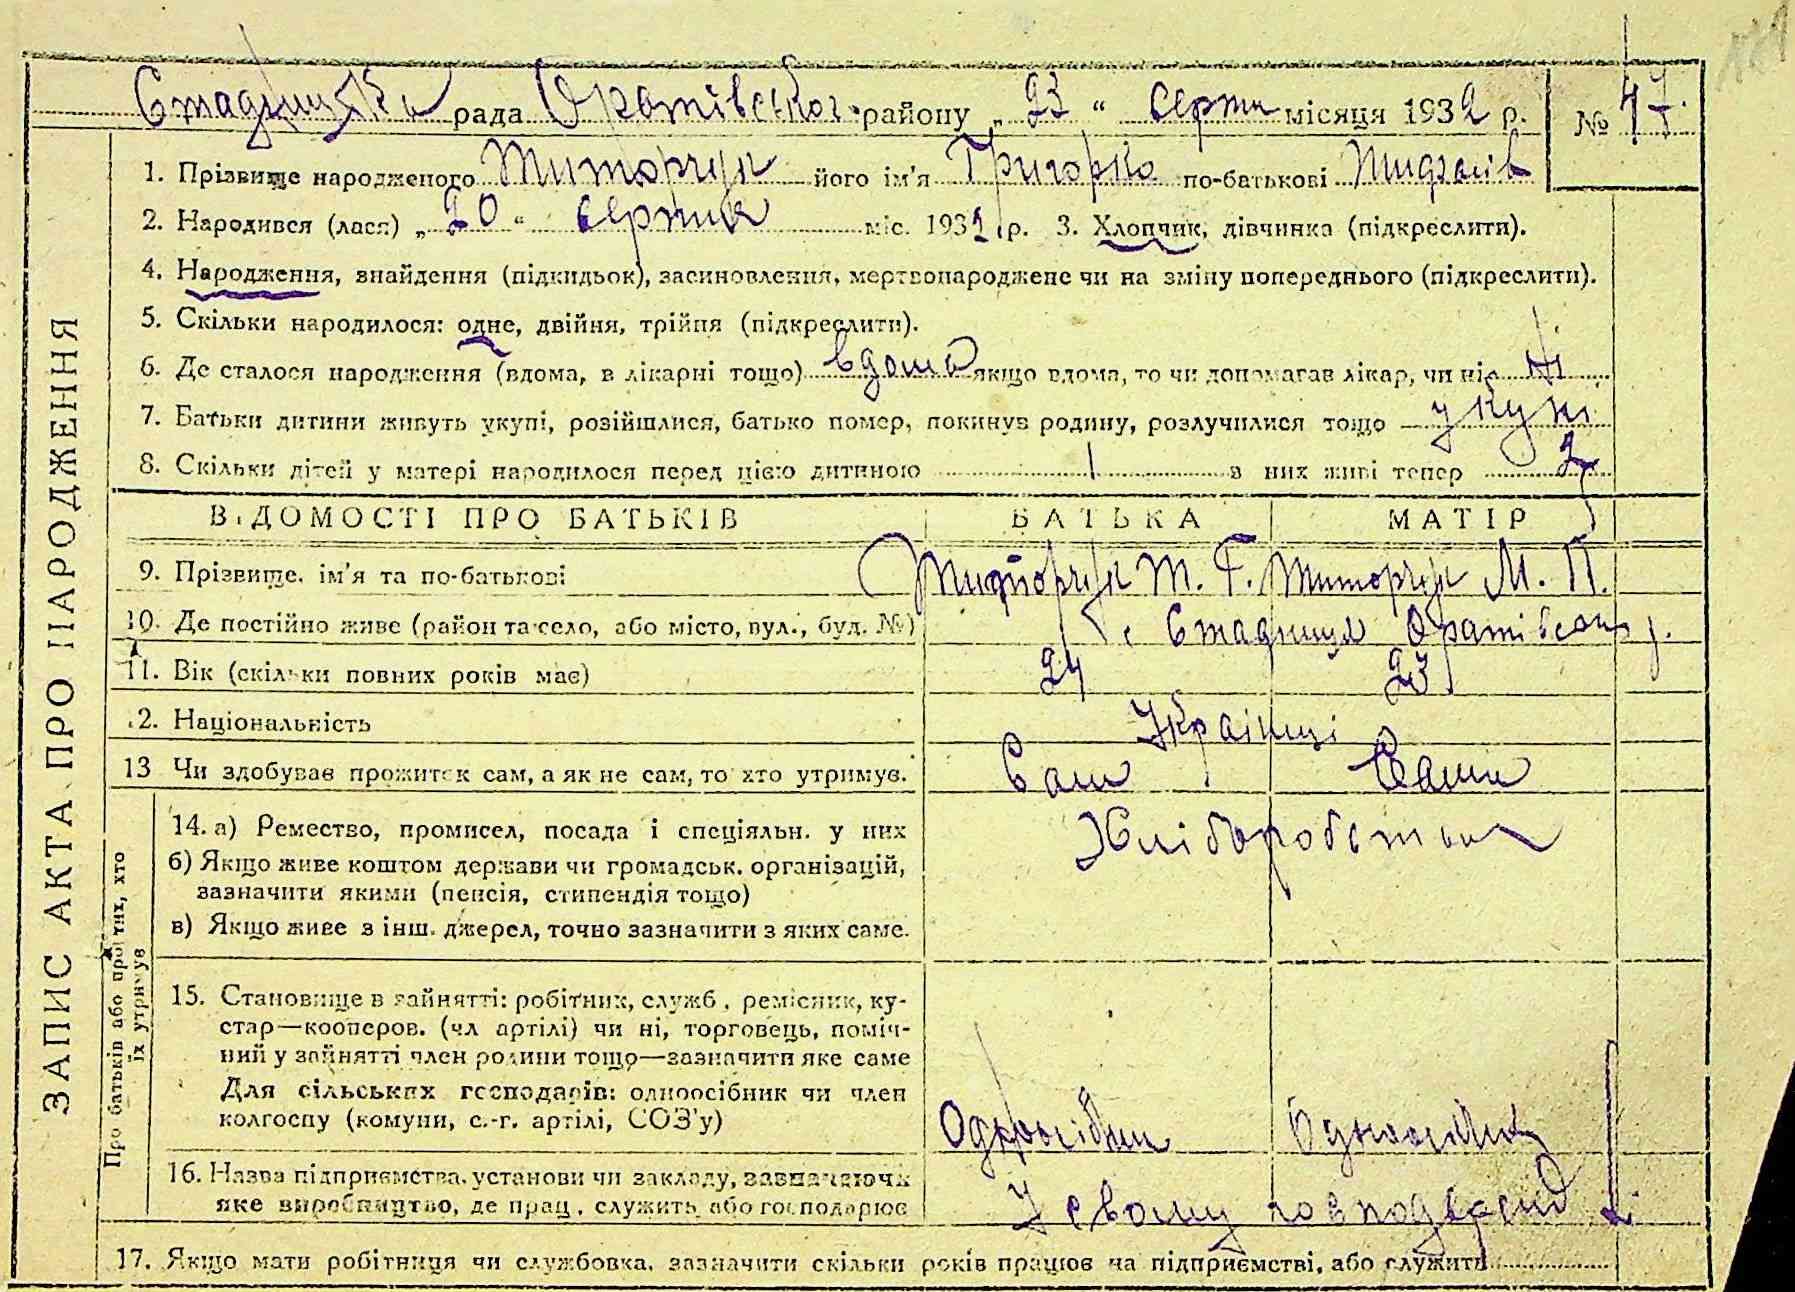 Стадницька рада Оратівського району „23“ серпня місяця 1932 р. № 47.
1. Прізвище народженого Титорчук його ім'я Григорко по-батькові
2. Народився (лася) „20“ серпня міс. 1932 р. 3. Хлопчик, дівчинка (підкреслити).
4. Народження, знайдення (підкидьок), засиновлення, мертвонароджене чи на зміну попереднього (підкреслити).
5. Скільки народилося: одне, двійня, трійня (підкреслити).
6. Де сталося народження (вдома, в лікарні тощо) вдома якщо вдома, то чи допомагав лікар, чи ні ні
7. Батьки дитини живуть укупі, розійшлися, батько помер, покинув родину, розлучилися тощо — укупі
8. Скільки дітей у матері народилося перед цією дитиною 1 з них живі тепер 2
ВІДОМОСТІ ПРО БАТЬКІВ БАТЬКА МАТІР
9. Прізвище, ім'я та по-батькові Титорчук Т. Г. Титорчук М. П.
10. Де постійно живе (район та село, або місто, вул., буд. №) с Стадниця Оратівськ р.
11. Вік (скільки повних років має) 24 23
12. Національність Українці
13 Чи здобував прожиток сам, а як не сам, то хто утримує. Сам Сама
14. а) Ремество, промисел, посада і спеціяльн. у них Хліборобство
б) Якщо живе коштом держави чи громадськ. організацій,
зазначити якими (пенсія, стипендія тощо)
в) Якщо живе з інш. джерел, точно зазначити з яких саме.
15. Становище в зайнятті: робітник, служб., ремісник, ку-
стар—кооперов. (чл артілі) чи ні, торговець, поміч-
ний у зайнятті член родини тощо—зазначити яке саме
Для сільських господарів: одноосібник чи член
колгоспу (комуни, с.-г. артілі, СОЗ'у) Одноосібник Одноосібниця
16. Назва підприємства, установи чи закладу, зазначаючи
яке виробництво, де прац., служить або господарює У своєму господарстві
17. Якщо мати робітниця чи службовка, зазначити скільки років працює на підприємстві, або служить
ЗАПИС АКТА ПРО НАРОДЖЕННЯ
Про батьків або про тих, хто
їх утримує